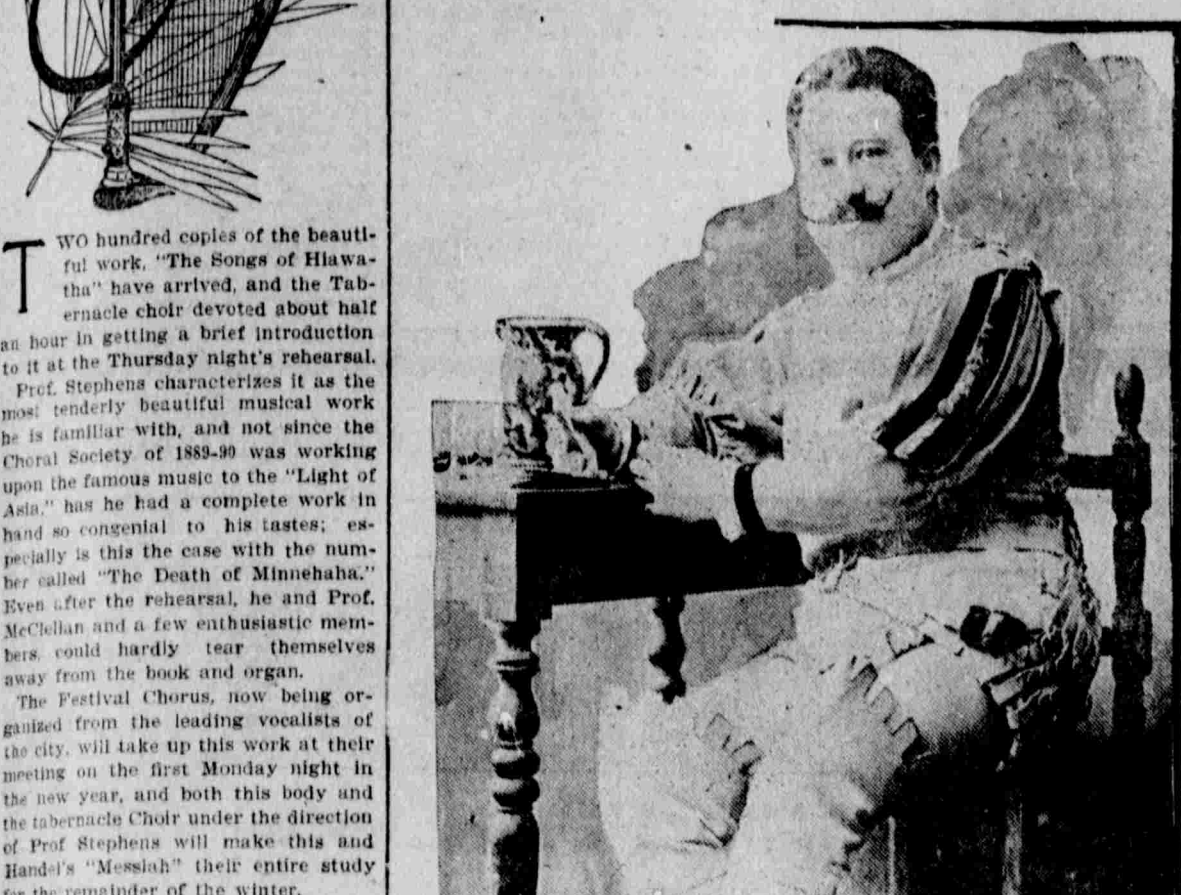 TWO hundred copies of the beauti-
ful work, "The Songs of Hiawa-
tha" have arrived, and the Tab-
ernacle choir devoted about half
an hour in getting a brief introduction
to it at the Thursday night's rehearsal.
Prof. Stephens characterizes it as the
most tenderly beautiful musical work
he is familiar with, and not since the
Choral Society of 1889-90 was working
upon the famous music to the "Light of
Asia," has he had a complete work in
hand so congenial to his tastes; es-
pecially is this the case with the num-
ber called "The Death of Minnehaha."
Even after the rehearsal, he and Prof.
McClellan and a few enthusiastic mem-
bers, could hardly tear themselves
away from the book and organ.
The Festival Chorus, now being or-
ganized from the leading vocalists of
the city, will take up this work at their
meeting on the first Monday night in
the new year, and both this body and
the tabernacle Choir under the direction
of Prof Stephens will make this and
Handel's "Messiah" their entire study
for the remainder of the winter.